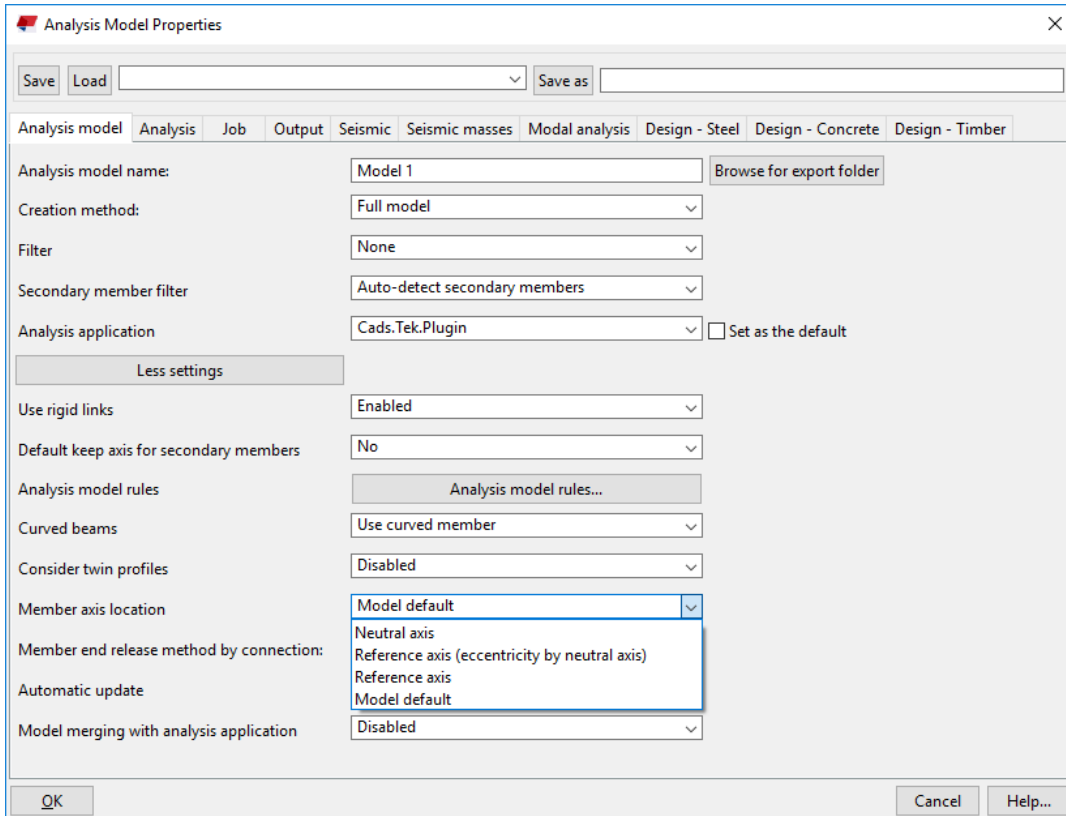 Analysis Model Properties
Save Load Save as
Analysis model Analysis Job Output Seismic Seismic masses Modal analysis Design - Steel Design - Concrete Design - Timber
Analysis model name: Model 1 Browse for export folder
Creation method: Full model
Filter None
Secondary member filter Auto-detect secondary members
Analysis application Cads.Tek.Plugin Set as the default
Less settings
Use rigid links Enabled
Default keep axis for secondary members No
Analysis model rules Analysis model rules...
Curved beams Use curved member
Consider twin profiles Disabled
Member axis location Model default
Neutral axis
Member end release method by connection: Reference axis (eccentricity by neutral axis)
Reference axis
Automatic update Model default
Model merging with analysis application Disabled
OK Cancel Help...